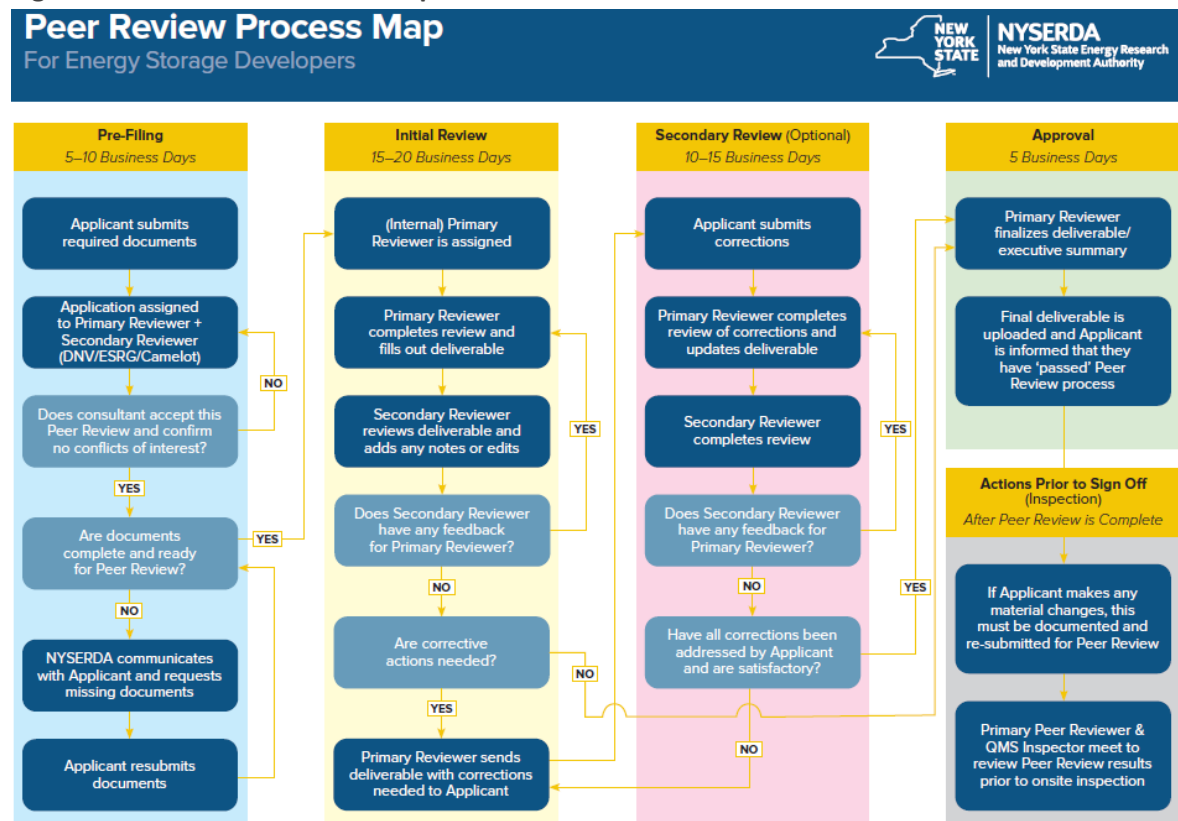 Peer Review Process Map
For Energy Storage Developers
NEW
YORK
STATE
NYSERDA
New York State Energy Research
and Development Authority
Pre-Filing
5–10 Business Days
Applicant submits
required documents
Application assigned
to Primary Reviewer +
Secondary Reviewer
(DNV/ESRG/Camelot)
NO
Does consultant accept this
Peer Review and confirm
no conflicts of interest?
YES
Are documents
complete and ready
for Peer Review?
YES
NO
NYSERDA communicates
with Applicant and requests
missing documents
Applicant resubmits
documents
Initial Review
15–20 Business Days
(Internal) Primary
Reviewer is assigned
Primary Reviewer
completes review and
fills out deliverable
Secondary Reviewer
reviews deliverable and
adds any notes or edits
YES
Does Secondary Reviewer
have any feedback
for Primary Reviewer?
NO
Are corrective
actions needed?
NO
YES
Primary Reviewer sends
deliverable with corrections
needed to Applicant
Secondary Review (Optional)
10–15 Business Days
Applicant submits
corrections
Primary Reviewer completes
review of corrections and
updates deliverable
Secondary Reviewer
completes review
YES
Does Secondary Reviewer
have any feedback for
Primary Reviewer?
NO
YES
Have all corrections been
addressed by Applicant
and are satisfactory?
NO
Approval
5 Business Days
Primary Reviewer
finalizes deliverable/
executive summary
Final deliverable is
uploaded and Applicant
is informed that they
have ‘passed’ Peer
Review process
Actions Prior to Sign Off
(Inspection)
After Peer Review is Complete
If Applicant makes any
material changes, this
must be documented and
re-submitted for Peer Review
Primary Peer Reviewer &
QMS Inspector meet to
review Peer Review results
prior to onsite inspection